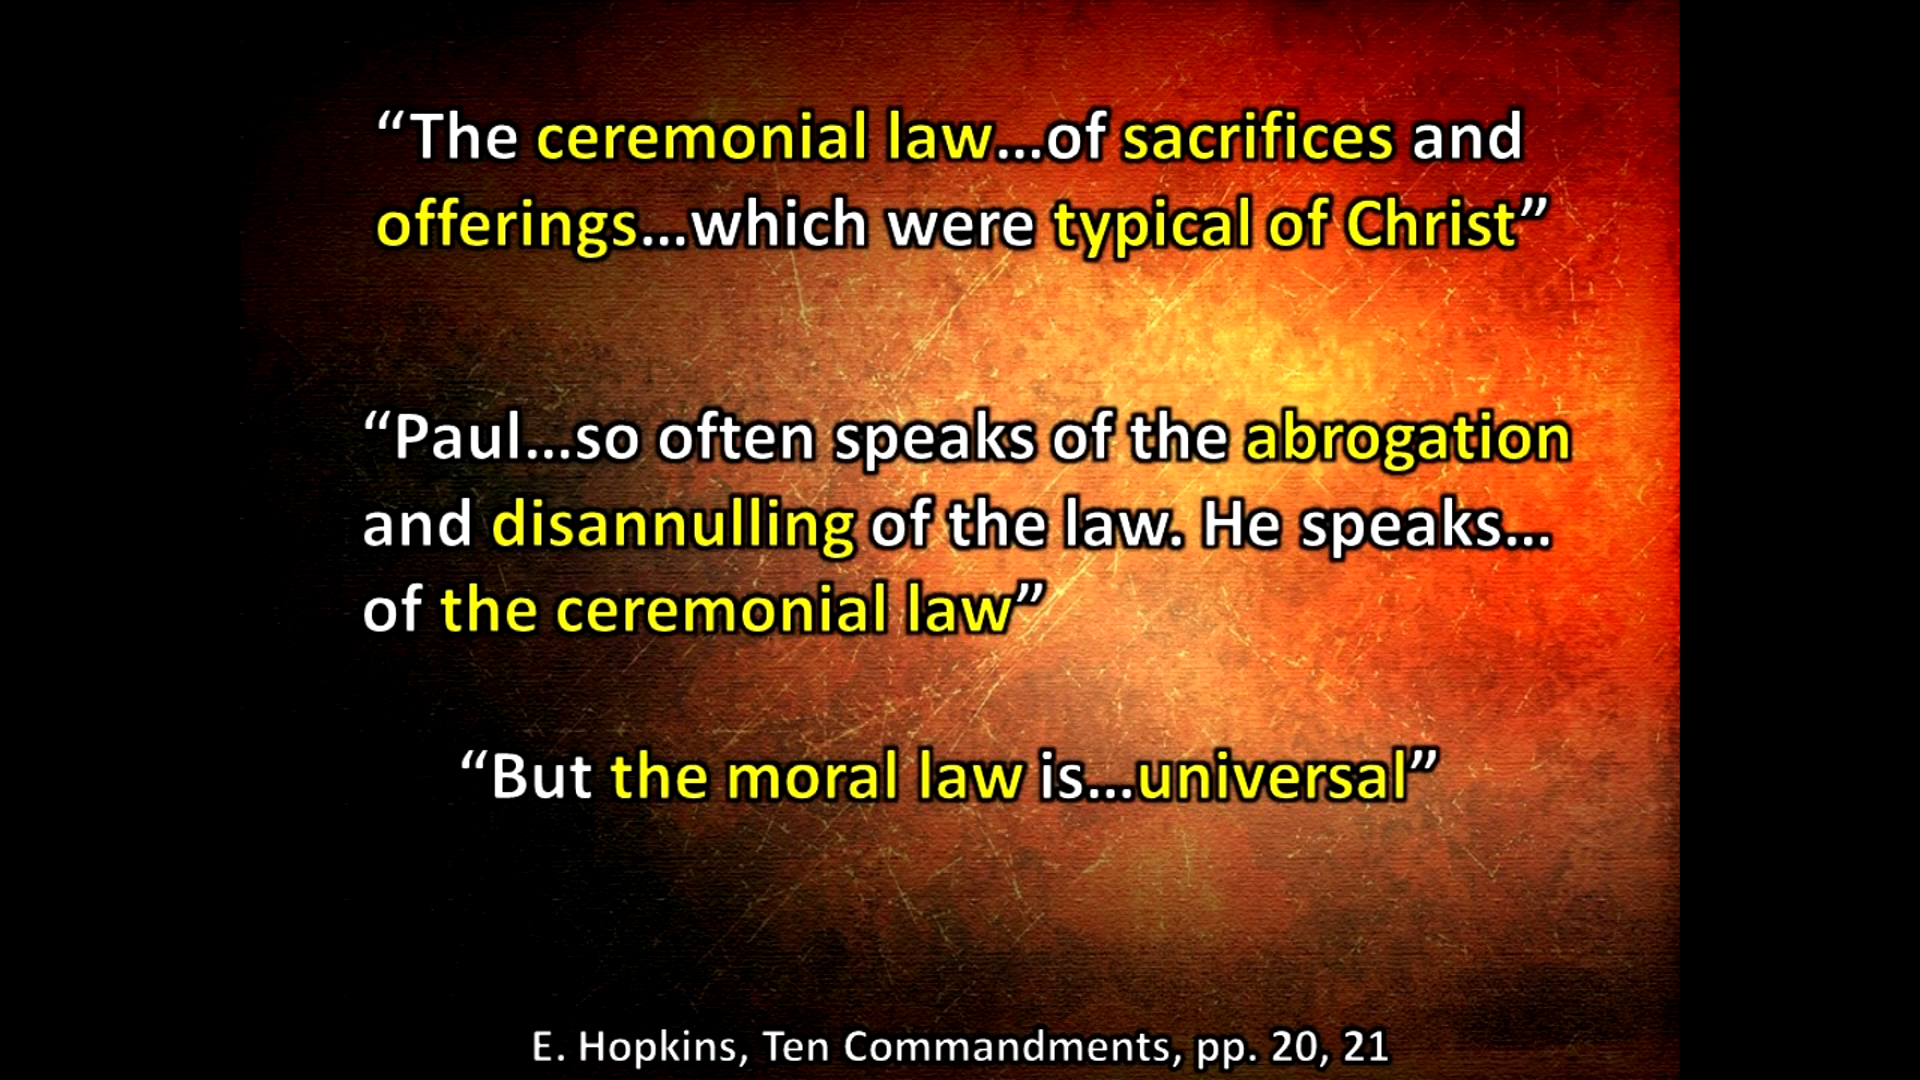 “The ceremonial law...of sacrifices and
offerings...which were typical of Christ”
“Paul...so often speaks of the abrogation
and disannulling of the law. He speaks...
of the ceremonial law”
“But the moral law is...universal”
E. Hopkins, Ten Commandments, pp. 20, 21